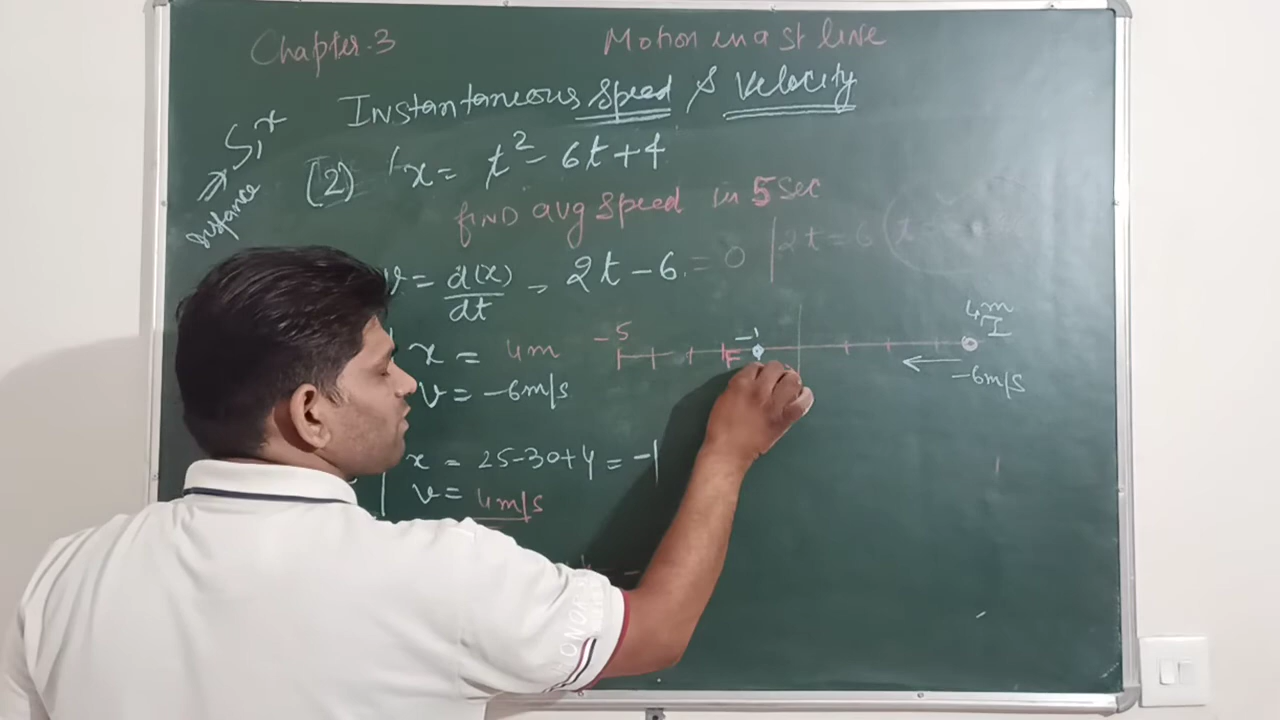 Chapter.3 Motion in a st line
Instantaneous Speed & Velocity
Distance
(2) x = t² - 6t + 4
FIND avg speed in 5 sec
v = d(x)/dt = 2t - 6 = 0 | 2t = 6
x = 4m
v = -6m/s
-5 -1 4m I
-6m/s
x = 25-30+4 = -1
v = 4m/s